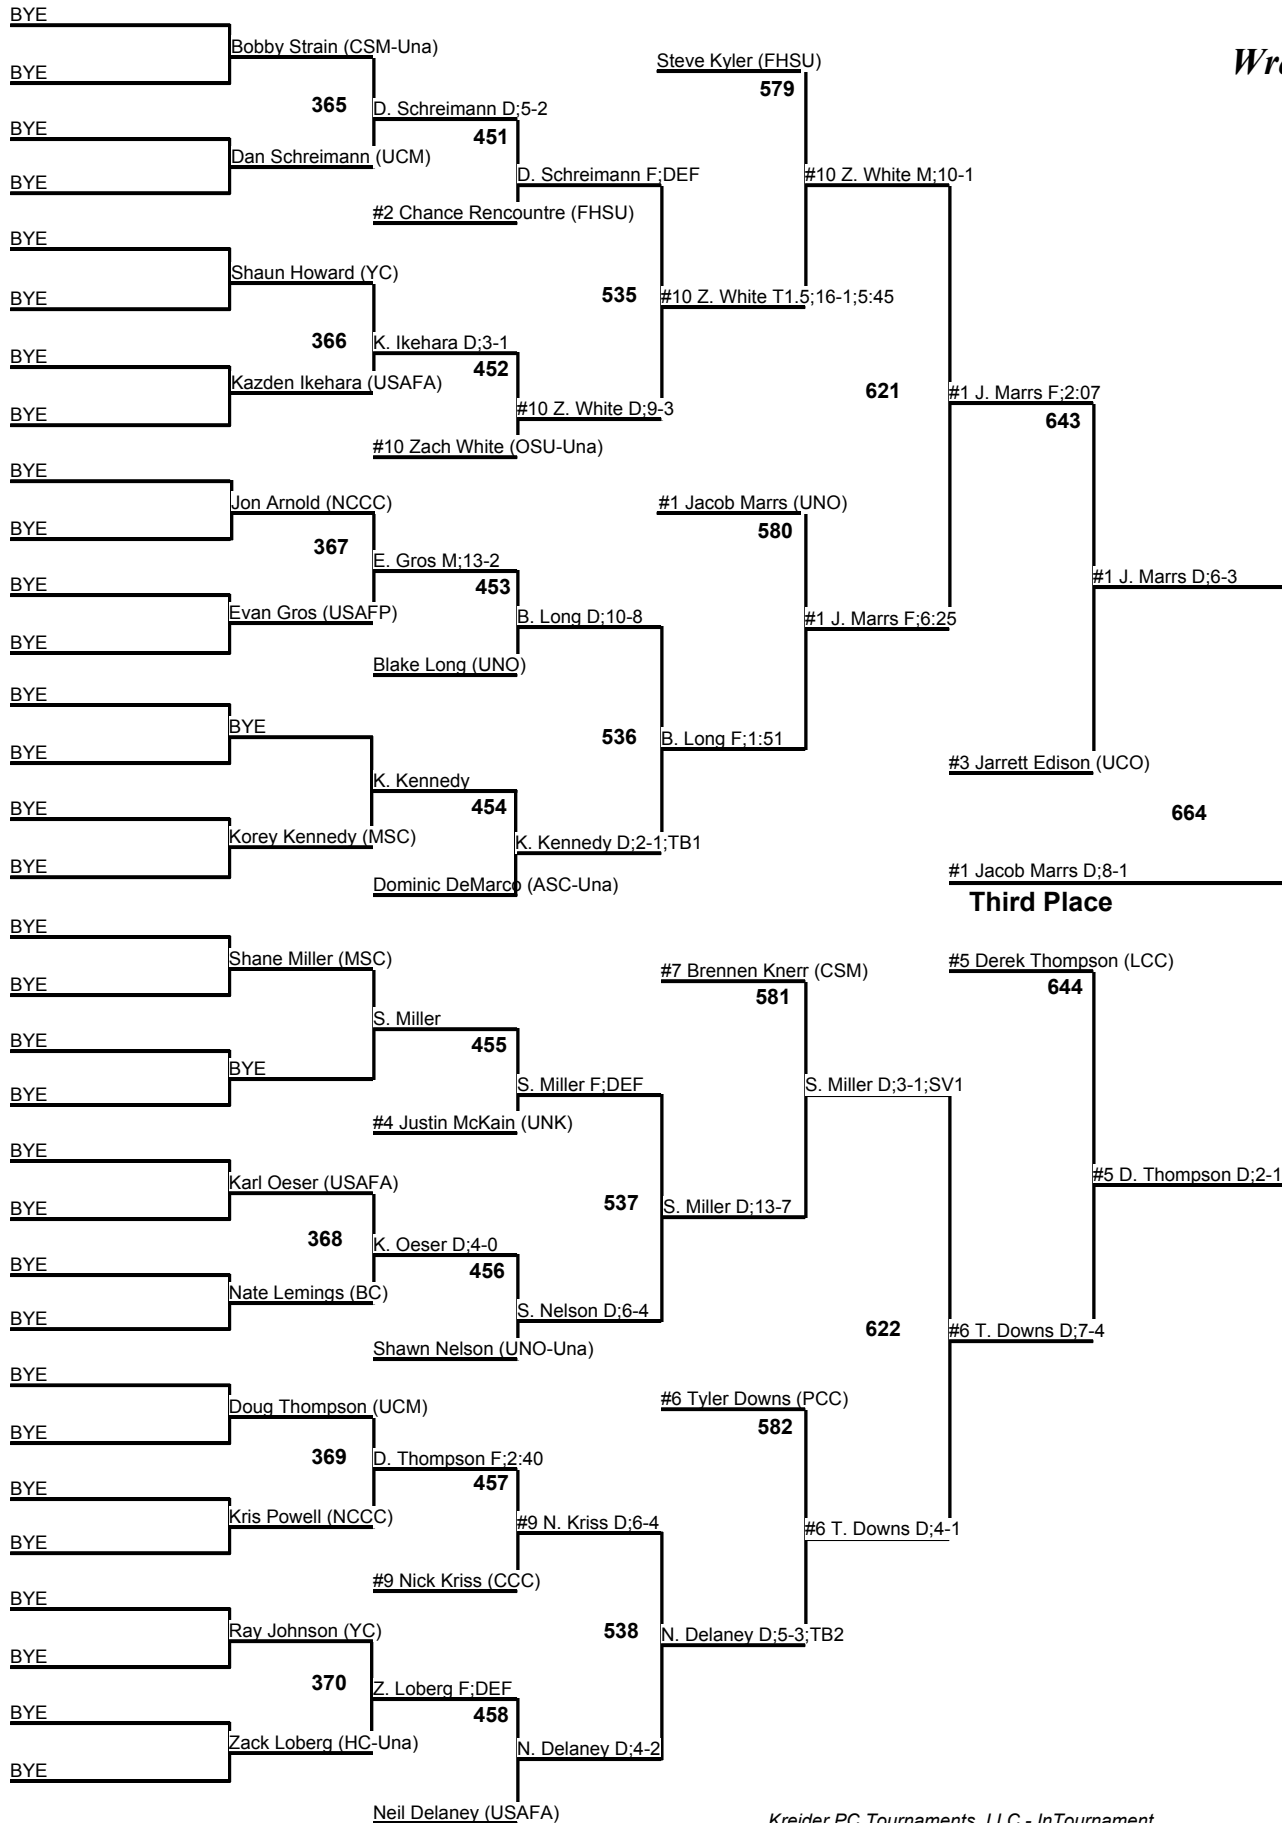 BYE
Bobby Strain (CSM-Una)
BYE
365
D. Schreimann D;5-2
BYE
451
Dan Schreimann (UCM)
BYE
D. Schreimann F;DEF
#2 Chance Rencountre (FHSU)
BYE
Shaun Howard (YC)
BYE
535
#10 Z. White T1.5;16-1;5:45
366
K. Ikehara D;3-1
BYE
452
Kazden Ikehara (USAFA)
BYE
#10 Z. White D;9-3
#10 Zach White (OSU-Una)
Steve Kyler (FHSU)
579
#10 Z. White M;10-1
621
#1 J. Marrs F;2:07
643
BYE
Jon Arnold (NCCC)
BYE
367
E. Gros M;13-2
BYE
453
Evan Gros (USAFP)
BYE
B. Long D;10-8
Blake Long (UNO)
BYE
BYE
BYE
536
B. Long F;1:51
K. Kennedy
BYE
454
Korey Kennedy (MSC)
BYE
K. Kennedy D;2-1;TB1
Dominic DeMarco (ASC-Una)
#1 Jacob Marrs (UNO)
580
#1 J. Marrs F;6:25
#1 J. Marrs D;6-3
#3 Jarrett Edison (UCO)
664
#1 Jacob Marrs D;8-1
Third Place
BYE
Shane Miller (MSC)
BYE
S. Miller
BYE
455
BYE
BYE
S. Miller F;DEF
#4 Justin McKain (UNK)
BYE
Karl Oeser (USAFA)
BYE
537
S. Miller D;13-7
368
K. Oeser D;4-0
BYE
456
Nate Lemings (BC)
BYE
S. Nelson D;6-4
Shawn Nelson (UNO-Una)
#7 Brennen Knerr (CSM)
581
S. Miller D;3-1;SV1
#5 Derek Thompson (LCC)
644
#5 D. Thompson D;2-1
622
#6 T. Downs D;7-4
BYE
Doug Thompson (UCM)
BYE
369
D. Thompson F;2:40
BYE
457
Kris Powell (NCCC)
BYE
#9 N. Kriss D;6-4
#9 Nick Kriss (CCC)
#6 Tyler Downs (PCC)
582
#6 T. Downs D;4-1
BYE
Ray Johnson (YC)
BYE
538
N. Delaney D;5-3;TB2
370
Z. Loberg F;DEF
BYE
458
Zack Loberg (HC-Una)
BYE
N. Delaney D;4-2
Neil Delaney (USAFA)
Kreider PC Tournaments, LLC - InTournament